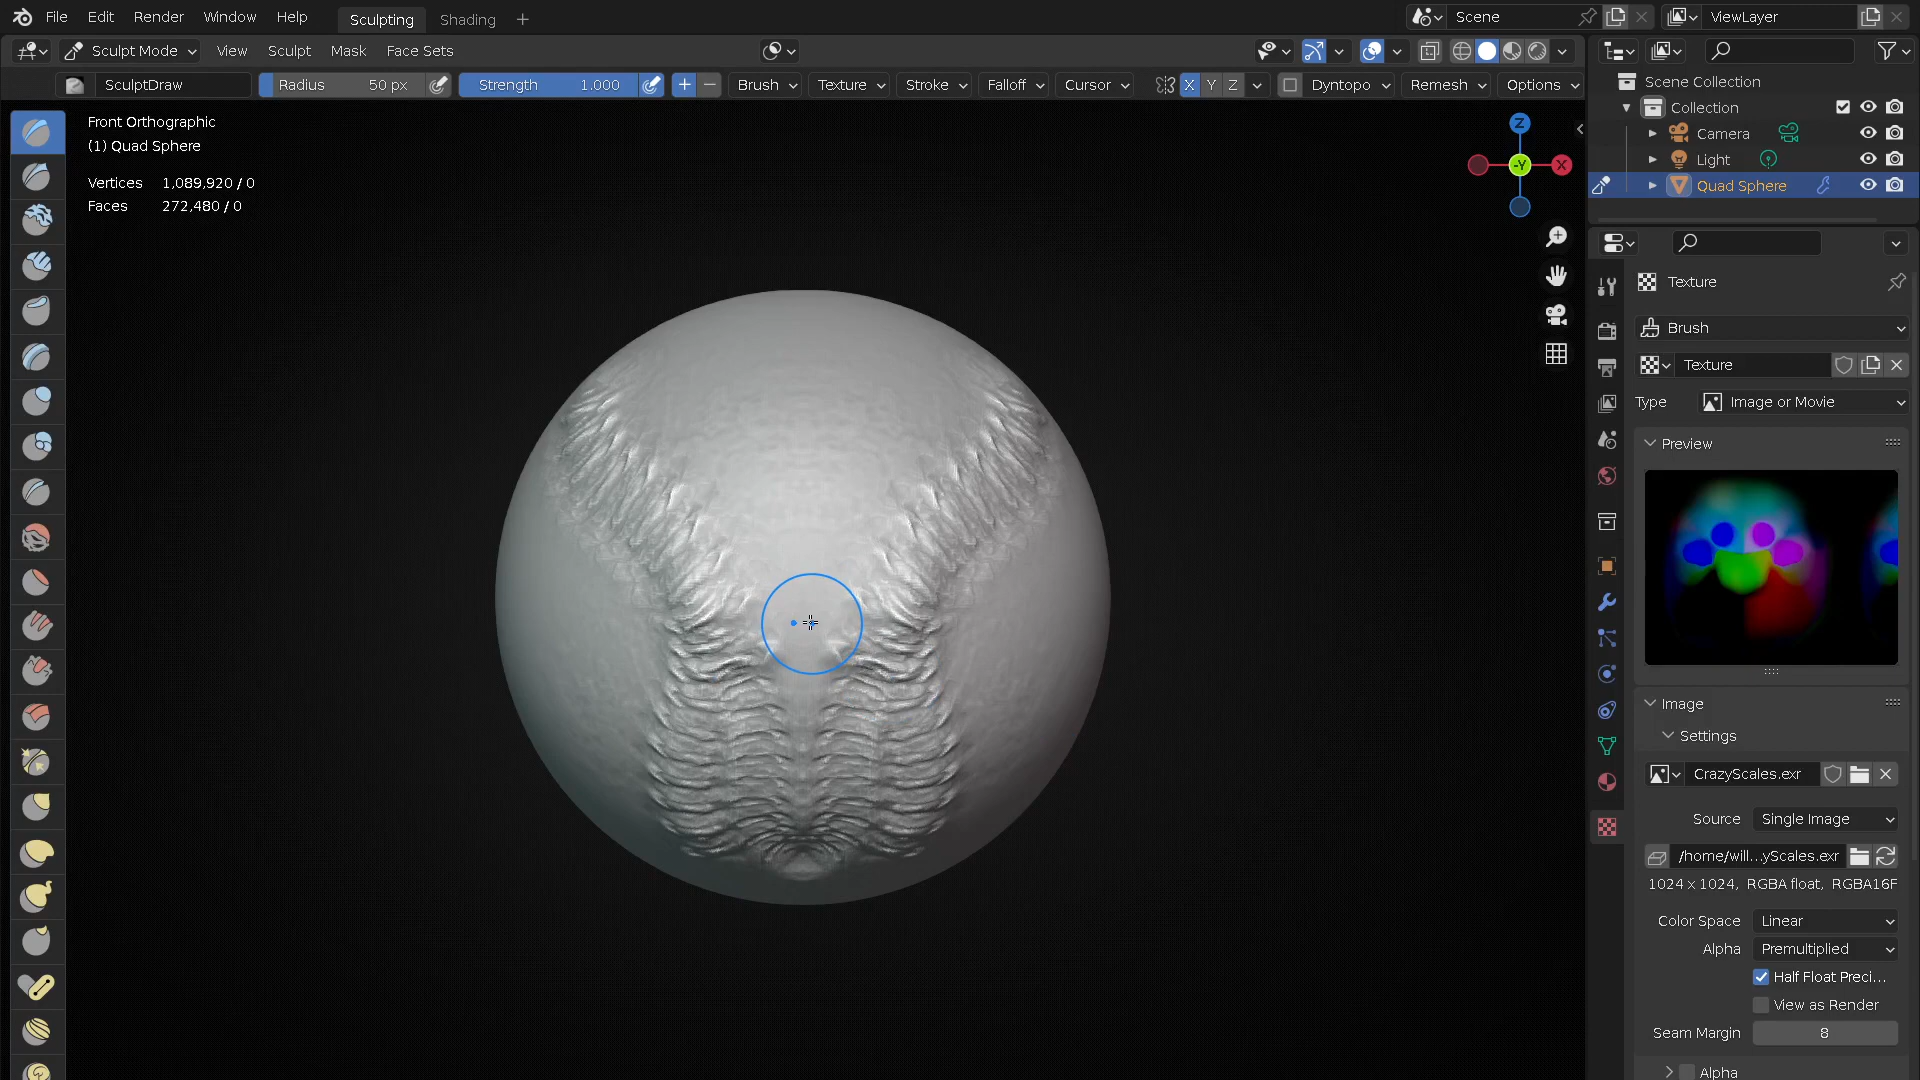 File Edit Render Window Help Sculpting Shading + Scene ViewLayer
Sculpt Mode View Sculpt Mask Face Sets
SculptDraw Radius 50 px Strength 1.000 Brush Texture Stroke Falloff Cursor X Y Z Dyntopo Remesh Options
Front Orthographic
(1) Quad Sphere
Vertices 1,089,920 / 0
Faces 272,480 / 0
Z
-Y X
Scene Collection
Collection
Camera
Light
Quad Sphere
Texture
Brush
Texture
Type Image or Movie
Preview
Image
Settings
CrazyScales.exr
Source Single Image
/home/will...yScales.exr
1024 x 1024, RGBA float, RGBA16F
Color Space Linear
Alpha Premultiplied
Half Float Preci...
View as Render
Seam Margin 8
Alpha